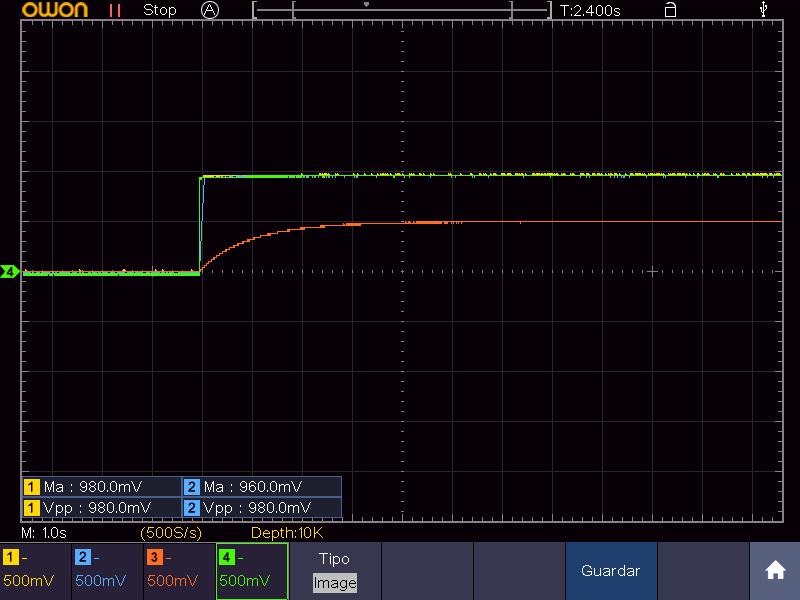 OWON Stop A T:2.400s
4
1 Ma : 980.0mV 2 Ma : 960.0mV
1 Vpp : 980.0mV 2 Vpp : 980.0mV
M: 1.0s (500S/s) Depth:10K
1 - 2 - 3 - 4 - Tipo
500mV 500mV 500mV 500mV Image
Guardar